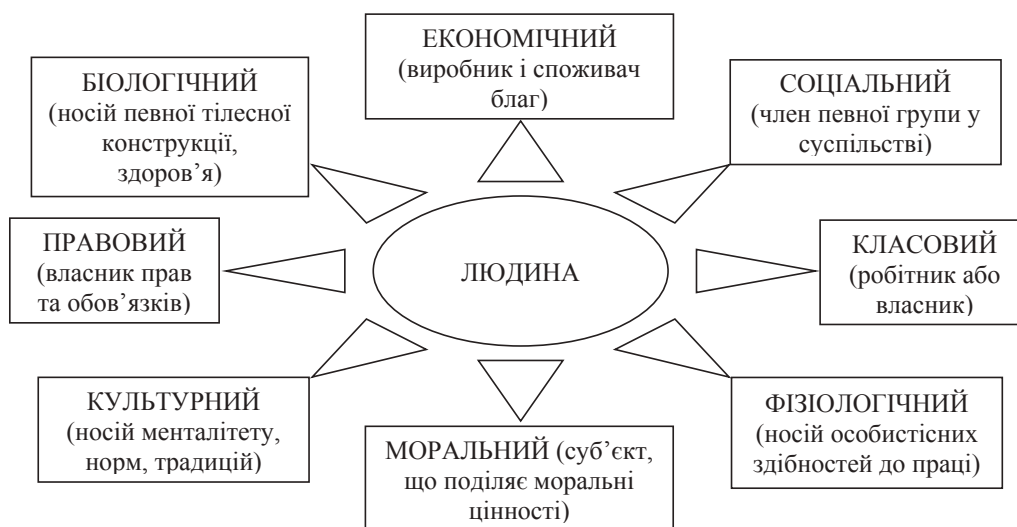 ЕКОНОМІЧНИЙ
(виробник і споживач
благ)
БІОЛОГІЧНИЙ
(носій певної тілесної
конструкції,
здоров’я)
СОЦІАЛЬНИЙ
(член певної групи у
суспільстві)
ПРАВОВИЙ
(власник прав
та обов’язків)
ЛЮДИНА
КЛАСОВИЙ
(робітник або
власник)
КУЛЬТУРНИЙ
(носій менталітету,
норм, традицій)
МОРАЛЬНИЙ (суб’єкт,
що поділяє моральні
цінності)
ФІЗІОЛОГІЧНИЙ
(носій особистісних
здібностей до праці)